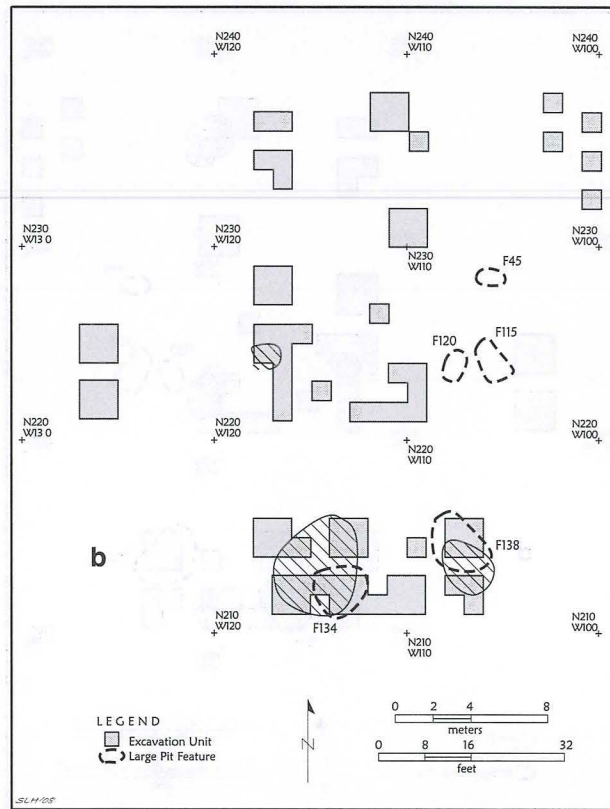 N240 N240 N240
W120 W110 W100
N230 N230 N230 N230
W13 0 W120 W110 W100
F45
F120 F115
N220 N220 N220 N220
W13 0 W120 W110 W100
b
F138
F134
N210 N210 N210
W120 W110 W100
LEGEND
Excavation Unit
Large Pit Feature
N
0 2 4 8
meters
0 8 16 32
feet
SLH/08